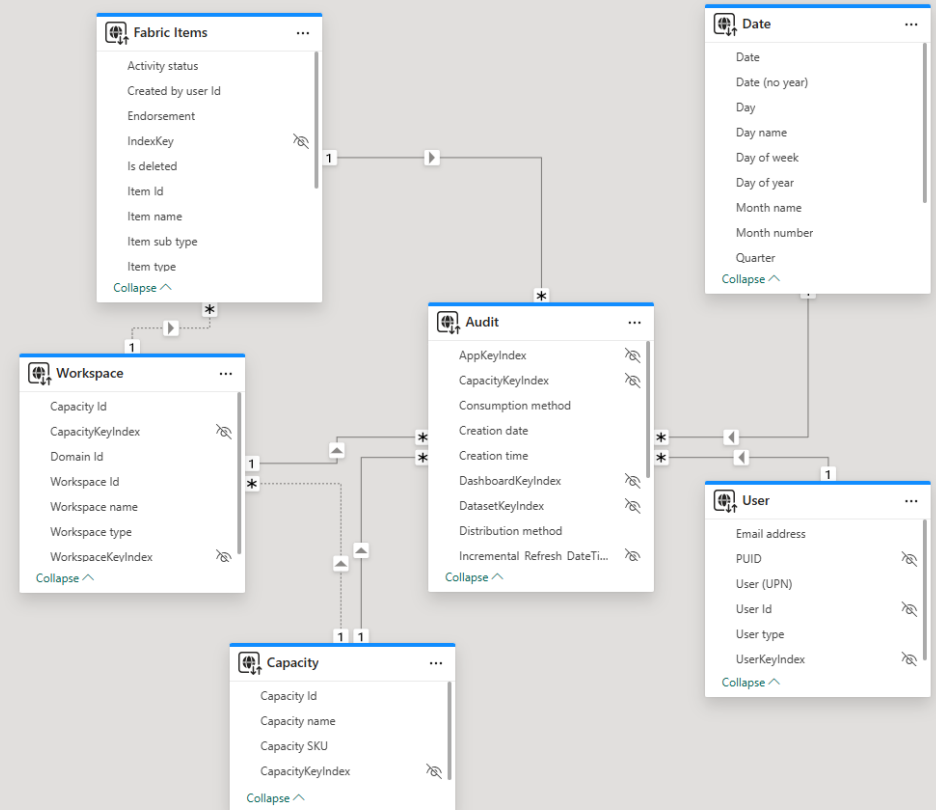 Fabric Items
Activity status
Created by user Id
Endorsement
IndexKey
Is deleted
Item Id
Item name
Item sub type
Item type
Collapse
Date
Date
Date (no year)
Day
Day name
Day of week
Day of year
Month name
Month number
Quarter
Collapse
1
*
*
1
1
Audit
AppKeyIndex
CapacityKeyIndex
Consumption method
Creation date
Creation time
DashboardKeyIndex
DatasetKeyIndex
Distribution method
Incremental Refresh DateTi...
Collapse
Workspace
Capacity Id
CapacityKeyIndex
Domain Id
Workspace Id
Workspace name
Workspace type
WorkspaceKeyIndex
Collapse
1
*
*
*
*
*
1
User
Email address
PUID
User (UPN)
User Id
User type
UserKeyIndex
Collapse
1
1
Capacity
Capacity Id
Capacity name
Capacity SKU
CapacityKeyIndex
Collapse